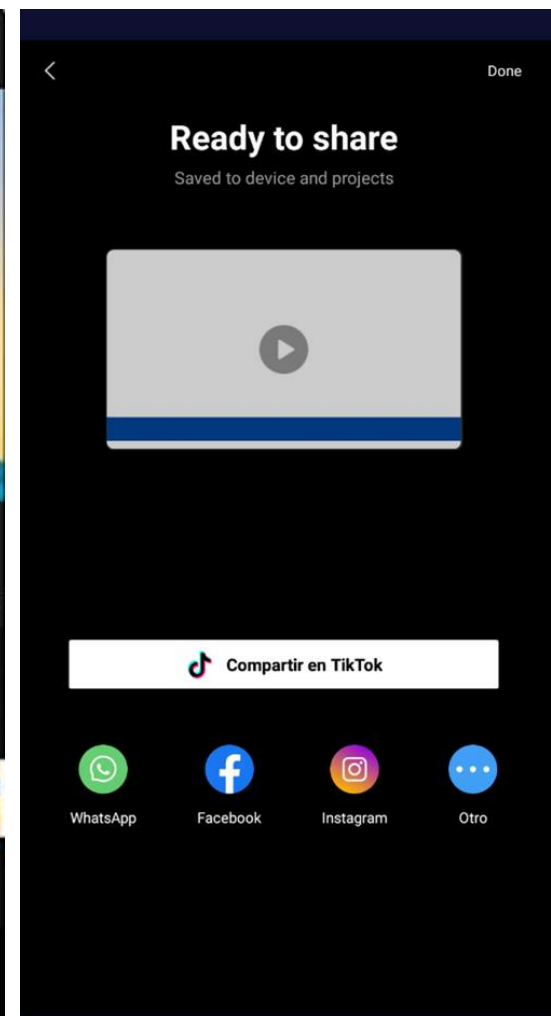 Done
Ready to share
Saved to device and projects
Compartir en TikTok
WhatsApp Facebook Instagram Otro